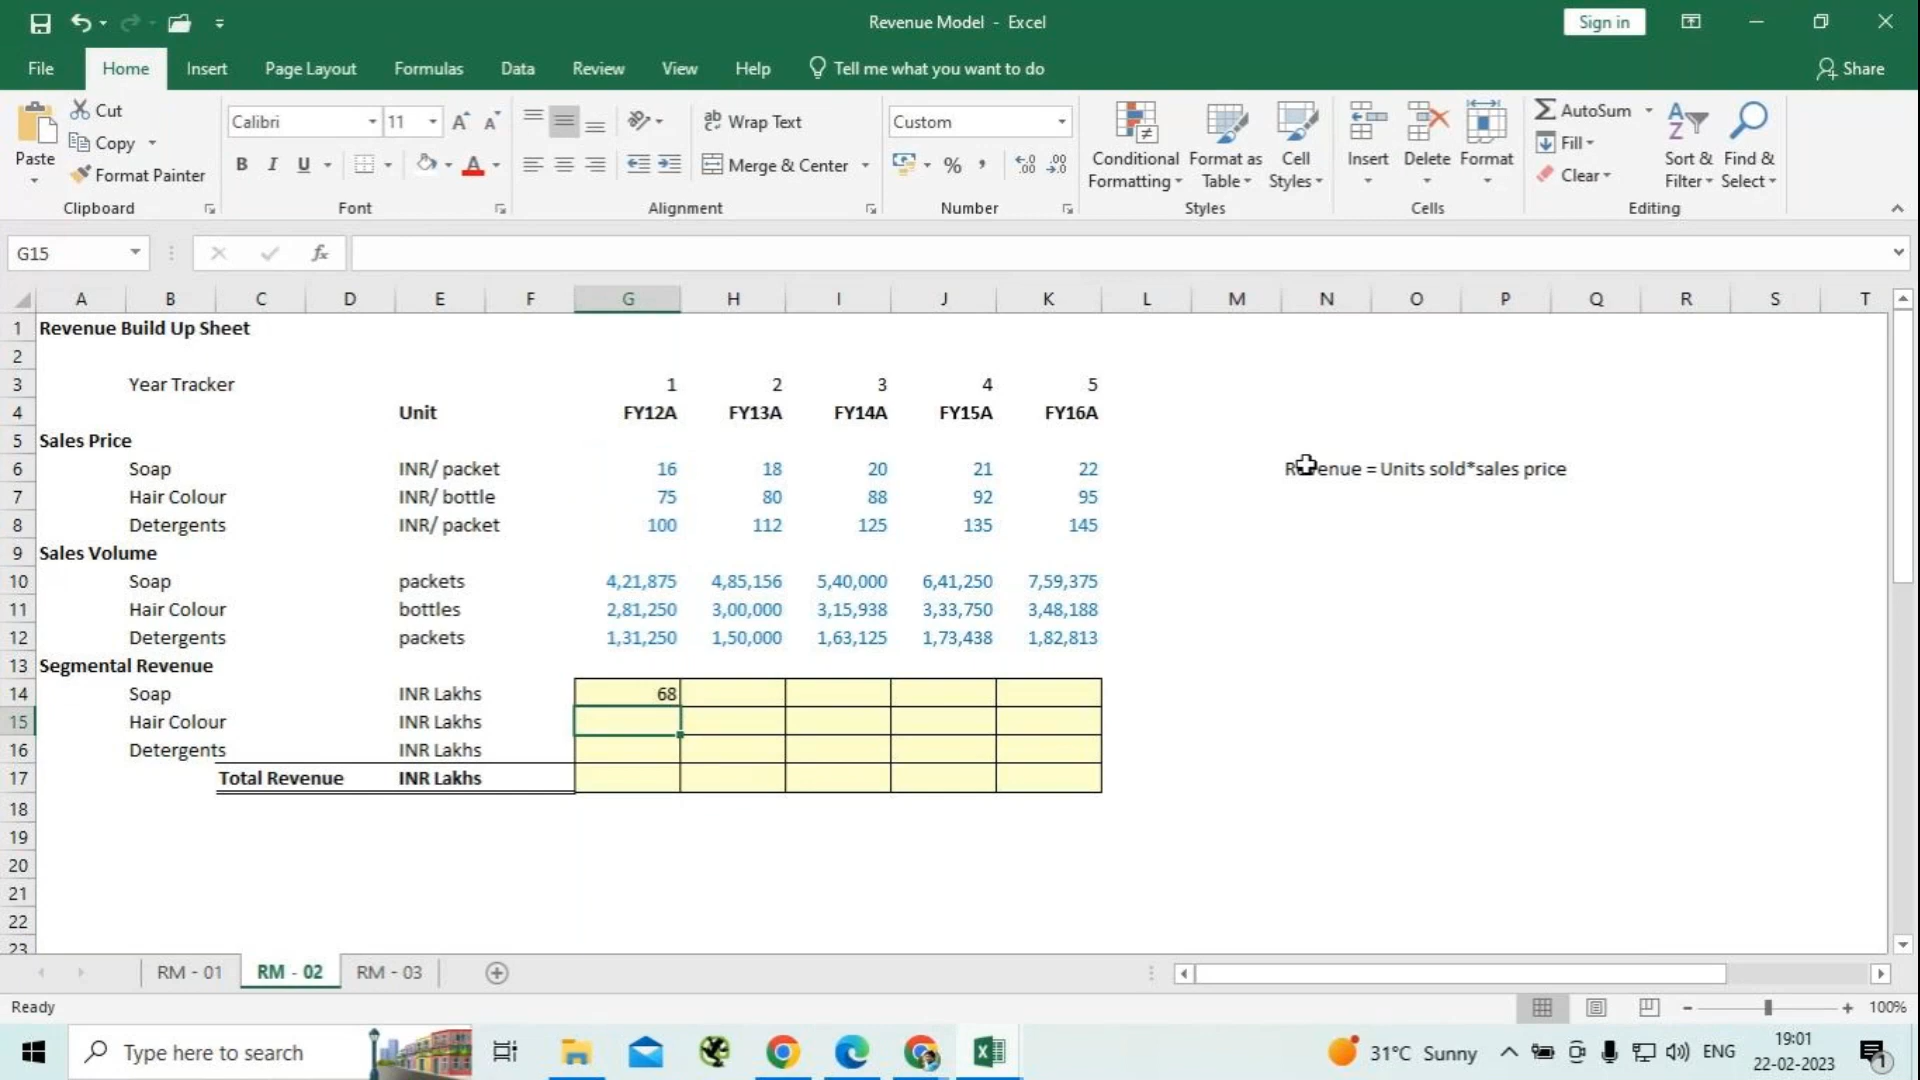 Revenue Model - Excel
Sign in
File Home Insert Page Layout Formulas Data Review View Help Tell me what you want to do Share
Paste
Cut
Copy
Format Painter
Calibri 11
B I U A
Wrap Text
Merge & Center
Custom
%
Conditional Formatting
Format as Table
Cell Styles
Insert Delete Format
AutoSum
Fill
Clear
Sort & Filter
Find & Select
Clipboard Font Alignment Number Styles Cells Editing
G15 fx
A B C D E F G H I J K L M N O P Q R S T
1 Revenue Build Up Sheet
2
3 Year Tracker 1 2 3 4 5
4 Unit FY12A FY13A FY14A FY15A FY16A
5 Sales Price
6 Soap INR/ packet 16 18 20 21 22 Revenue = Units sold*sales price
7 Hair Colour INR/ bottle 75 80 88 92 95
8 Detergents INR/ packet 100 112 125 135 145
9 Sales Volume
10 Soap packets 4,21,875 4,85,156 5,40,000 6,41,250 7,59,375
11 Hair Colour bottles 2,81,250 3,00,000 3,15,938 3,33,750 3,48,188
12 Detergents packets 1,31,250 1,50,000 1,63,125 1,73,438 1,82,813
13 Segmental Revenue
14 Soap INR Lakhs 68
15 Hair Colour INR Lakhs
16 Detergents INR Lakhs
17 Total Revenue INR Lakhs
18
19
20
21
22
23
RM - 01 RM - 02 RM - 03
Ready 100%
Type here to search
31°C Sunny
ENG
19:01
22-02-2023
1